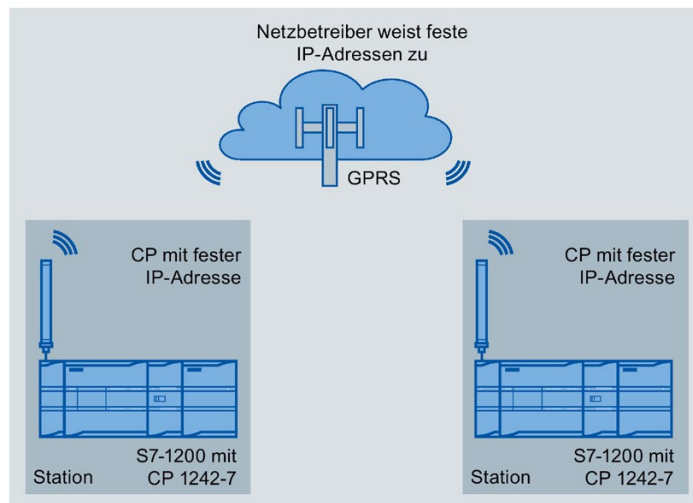 Netzbetreiber weist feste
IP-Adressen zu
GPRS
CP mit fester
IP-Adresse
S7-1200 mit
CP 1242-7
Station
CP mit fester
IP-Adresse
S7-1200 mit
CP 1242-7
Station